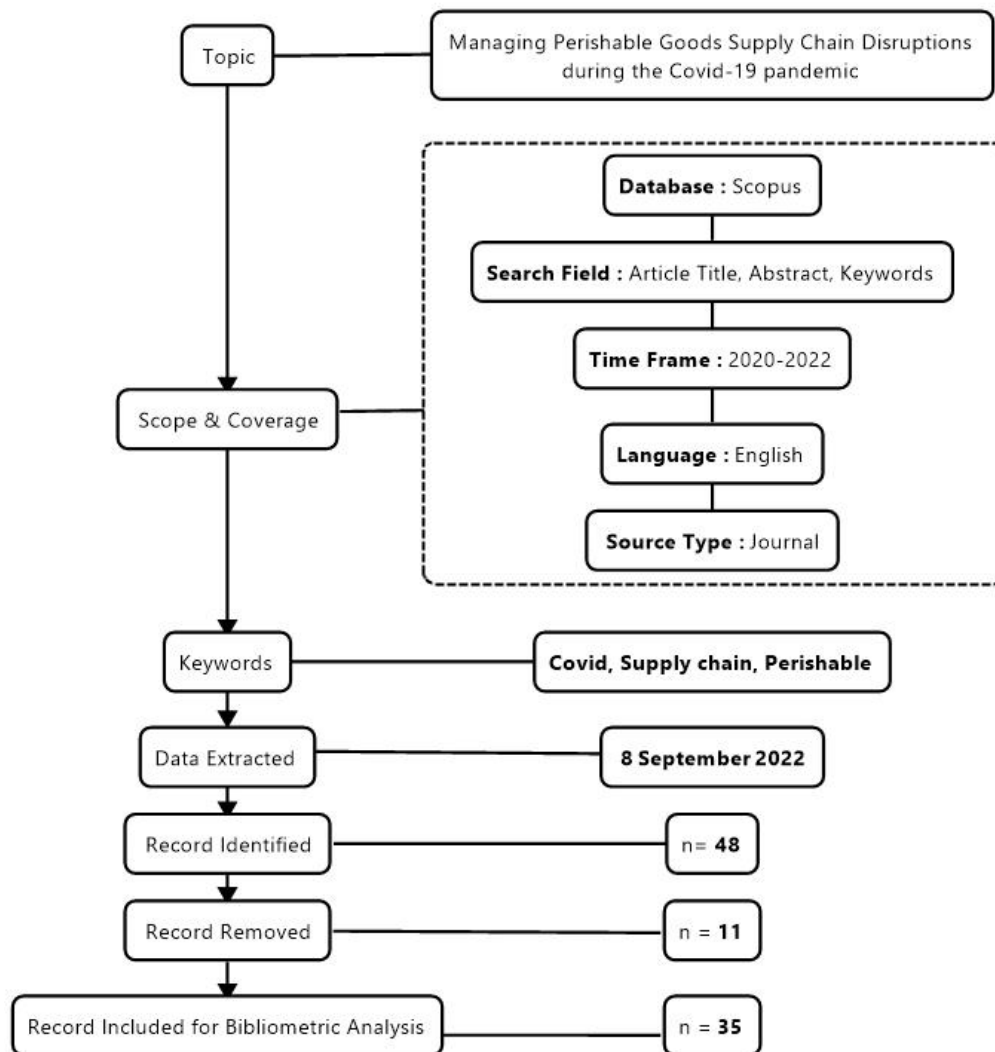 Topic
Managing Perishable Goods Supply Chain Disruptions
during the Covid-19 pandemic
Database : Scopus
Search Field : Article Title, Abstract, Keywords
Time Frame : 2020-2022
Scope & Coverage
Language : English
Source Type : Journal
Keywords
Covid, Supply chain, Perishable
Data Extracted
8 September 2022
Record Identified
n= 48
Record Removed
n = 11
Record Included for Bibliometric Analysis
n = 35